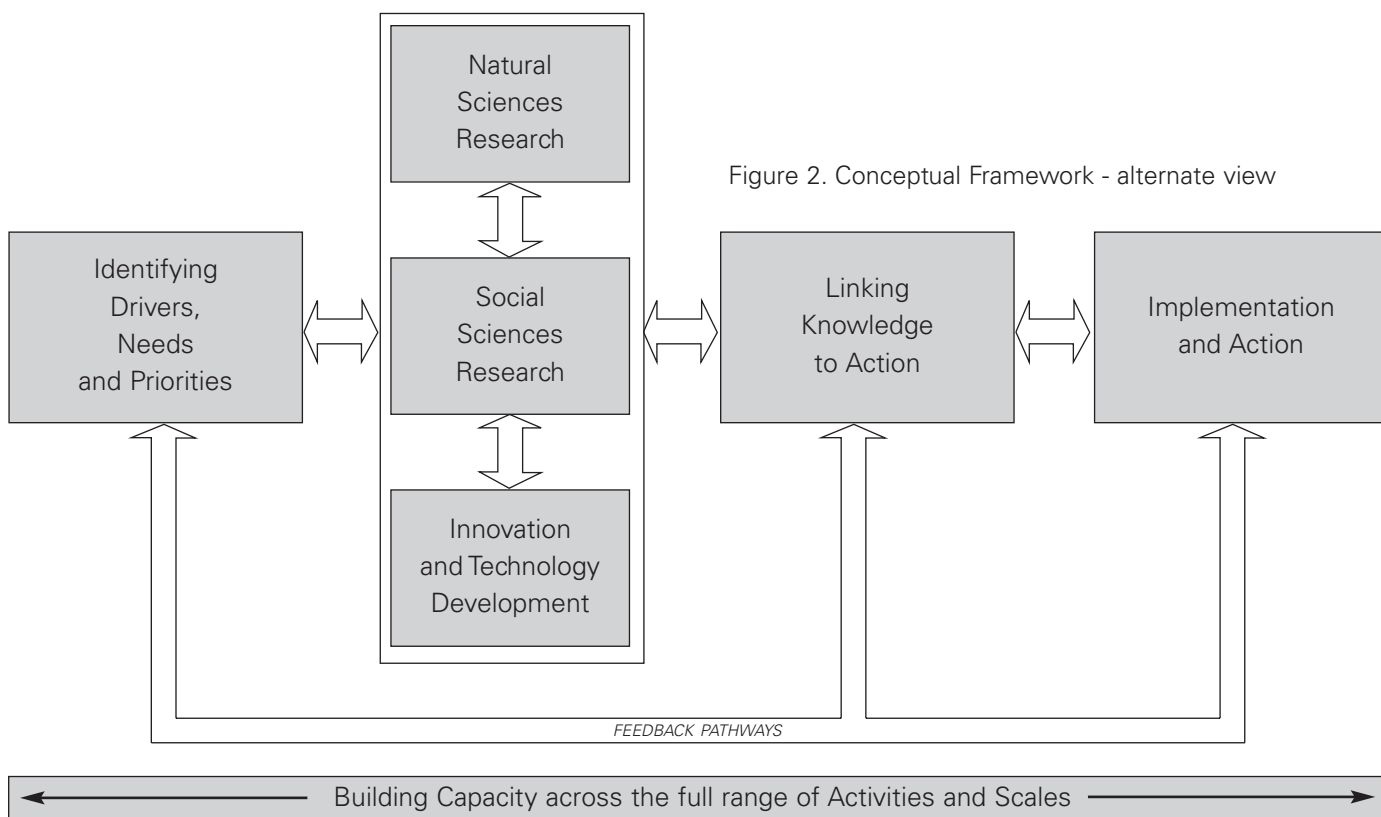 Natural
Sciences
Research
Figure 2. Conceptual Framework - alternate view
Identifying
Drivers,
Needs
and Priorities
Social
Sciences
Research
Linking
Knowledge
to Action
Implementation
and Action
Innovation
and Technology
Development
FEEDBACK PATHWAYS
Building Capacity across the full range of Activities and Scales